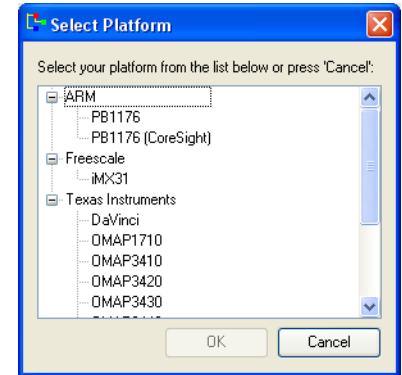 Select Platform
Select your platform from the list below or press 'Cancel':
ARM
PB1176
PB1176 (CoreSight)
Freescale
iMX31
Texas Instruments
DaVinci
OMAP1710
OMAP3410
OMAP3420
OMAP3430
OK
Cancel